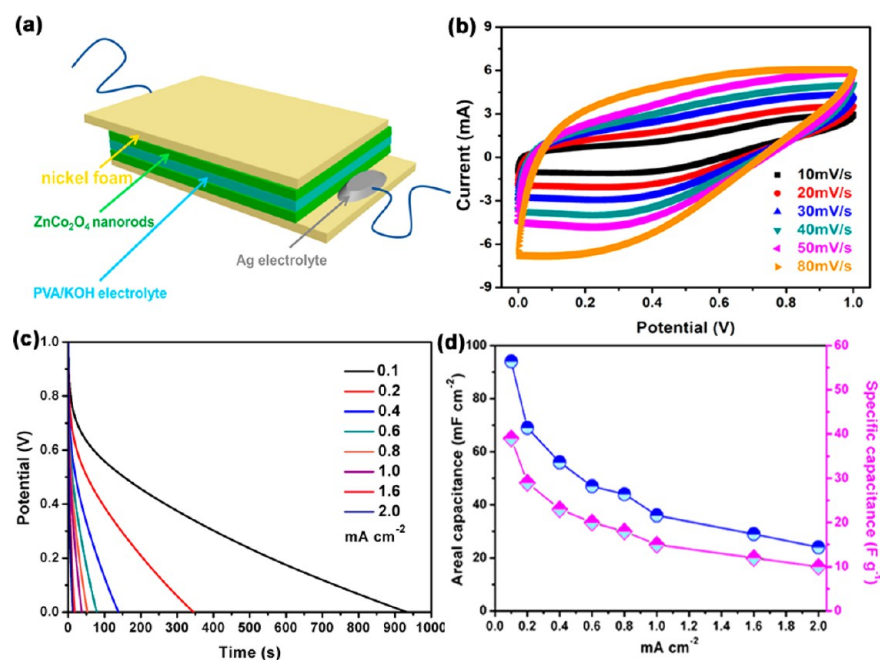 (a)
nickel foam
ZnCo₂O₄ nanorods
PVA/KOH electrolyte
Ag electrolyte
(b)
Current (mA)
6
3
0
-3
-6
-9
0.0 0.2 0.4 0.6 0.8 1.0
Potential (V)
10mV/s
20mV/s
30mV/s
40mV/s
50mV/s
80mV/s
(c)
Potential (V)
1.0
0.8
0.6
0.4
0.2
0.0
0 100 200 300 400 500 600 700 800 900 1000
Time (s)
0.1
0.2
0.4
0.6
0.8
1.0
1.6
2.0
mA cm⁻²
(d)
Areal capacitance (mF cm⁻²)
100
80
60
40
20
0
0.0 0.2 0.4 0.6 0.8 1.0 1.2 1.4 1.6 1.8 2.0
mA cm⁻²
60
50
40
30
20
10
0
Specific capacitance (F g⁻¹)